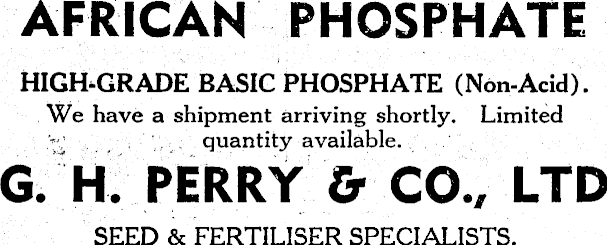 AFRICAN PHOSPHATE
HIGH-GRADE BASIC PHOSPHATE (Non-Acid).
We have a shipment arriving shortly. Limited
quantity available.
G. H. PERRY & CO., LTD
SEED & FERTILISER SPECIALISTS.